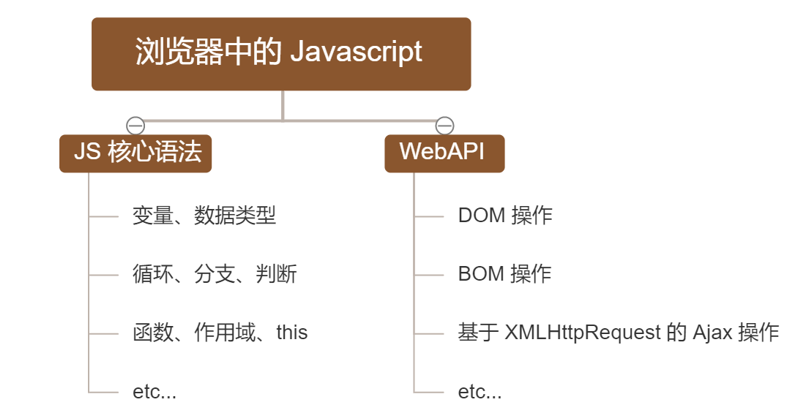 浏览器中的 Javascript
JS 核心语法
变量、数据类型
循环、分支、判断
函数、作用域、this
etc...
WebAPI
DOM 操作
BOM 操作
基于 XMLHttpRequest 的 Ajax 操作
etc...